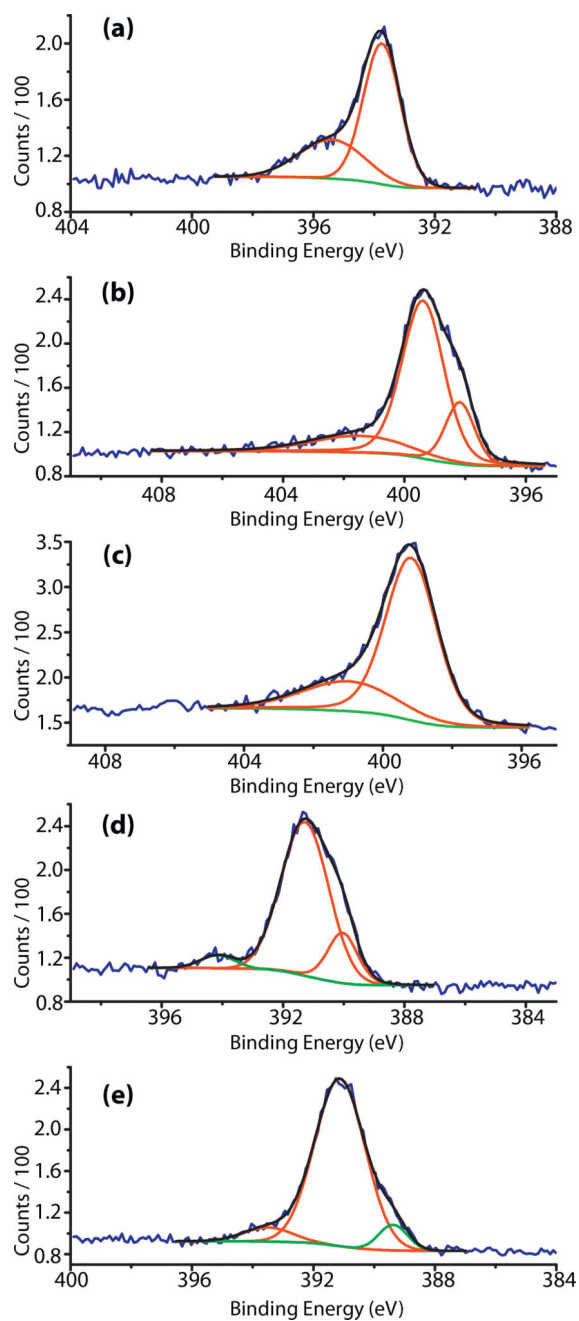 (a)
2.0
1.6
1.2
0.8
Counts / 100
404 400 396 392 388
Binding Energy (eV)
(b)
2.4
2.0
1.6
1.2
0.8
Counts / 100
408 404 400 396
Binding Energy (eV)
(c)
3.5
3.0
2.5
2.0
1.5
Counts / 100
408 404 400 396
Binding Energy (eV)
(d)
2.4
2.0
1.6
1.2
0.8
Counts / 100
396 392 388 384
Binding Energy (eV)
(e)
2.4
2.0
1.6
1.2
0.8
Counts / 100
400 396 392 388 384
Binding Energy (eV)